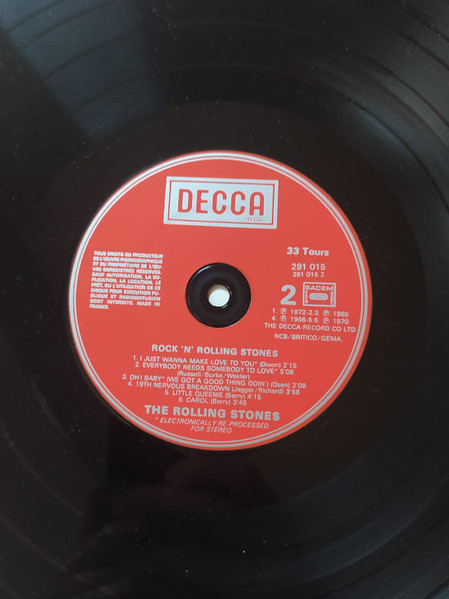 DECCA
33 Tours
291 015
291 015 2
TOUS DROITS DU PRODUCTEUR
DE L'ŒUVRE PHONOGRAPHIQUE
ET DU PROPRIETAIRE DE L'ŒU-
VRE ENREGISTREE RESERVES.
SAUF AUTORISATION, LA DU-
PLICATION, LA LOCATION, LE
PRET, OU L'UTILISATION DE CE
DISQUE POUR EXECUTION PU-
BLIQUE ET RADIODIFFUSION
SONT INTERDITS. MADE IN
FRANCE.
2
SACEM
1. ℗ 1972-2.3. ℗ 1965
4. ℗ 1966-5.6. ℗ 1970
THE DECCA RECORD CO LTD
NCB/BRITICO/GEMA.
ROCK 'N' ROLLING STONES
1. I JUST WANNA MAKE LOVE TO YOU* (Dixon) 2'15
2. EVERYBODY NEEDS SOMEBODY TO LOVE* 5'08
(Russell/Burke/Wexler)
3. OH! BABY* (WE GOT A GOOD THING GOIN') (Ozen) 2'08
4. 19TH NERVOUS BREAKDOWN (Jagger/Richard) 3'58
5. LITTLE QUEENIE (Berry) 4'15
6. CAROL (Berry) 3'45
THE ROLLING STONES
* ELECTRONICALLY RE-PROCESSED
FOR STEREO